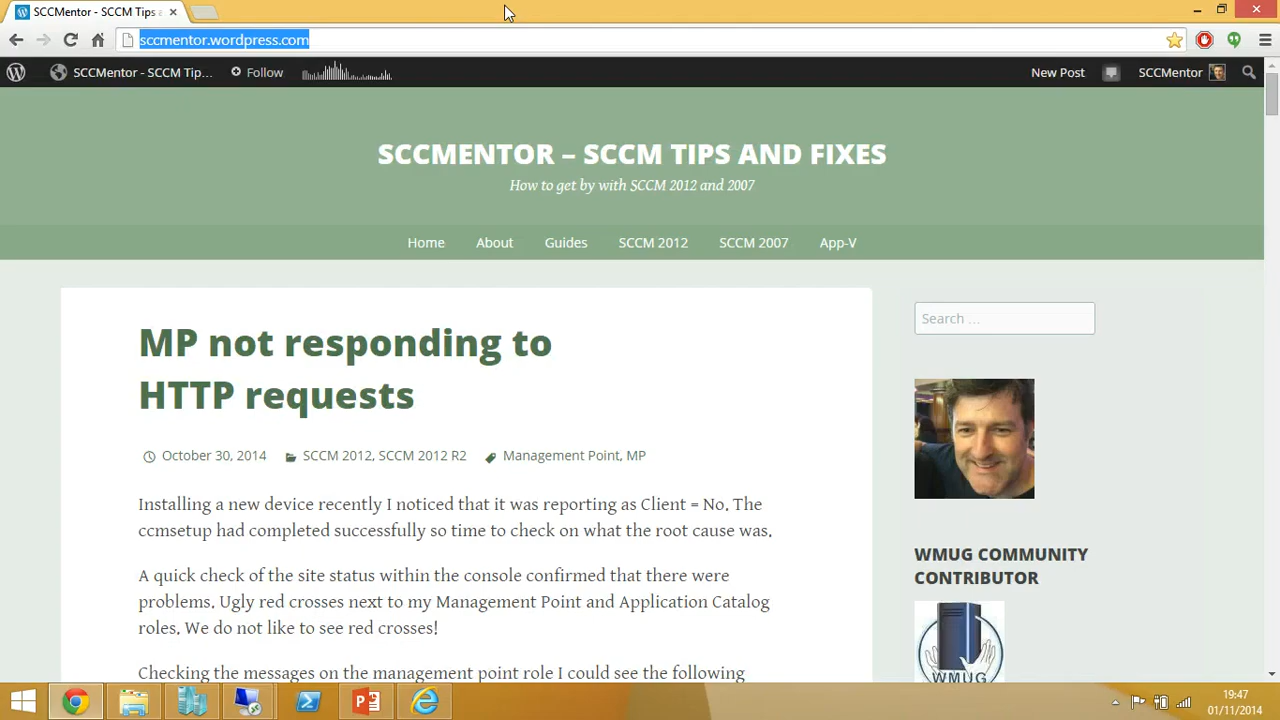 SCCMentor - SCCM Tips a
sccmentor.wordpress.com
SCCMentor - SCCM Tip...
Follow
New Post
SCCMentor
SCCMENTOR – SCCM TIPS AND FIXES
How to get by with SCCM 2012 and 2007
Home
About
Guides
SCCM 2012
SCCM 2007
App-V
MP not responding to
HTTP requests
October 30, 2014
SCCM 2012, SCCM 2012 R2
Management Point, MP
Installing a new device recently I noticed that it was reporting as Client = No. The
ccmsetup had completed successfully so time to check on what the root cause was.
A quick check of the site status within the console confirmed that there were
problems. Ugly red crosses next to my Management Point and Application Catalog
roles. We do not like to see red crosses!
Checking the messages on the management point role I could see the following
Search ...
WMUG COMMUNITY
CONTRIBUTOR
WMUG
19:47
01/11/2014